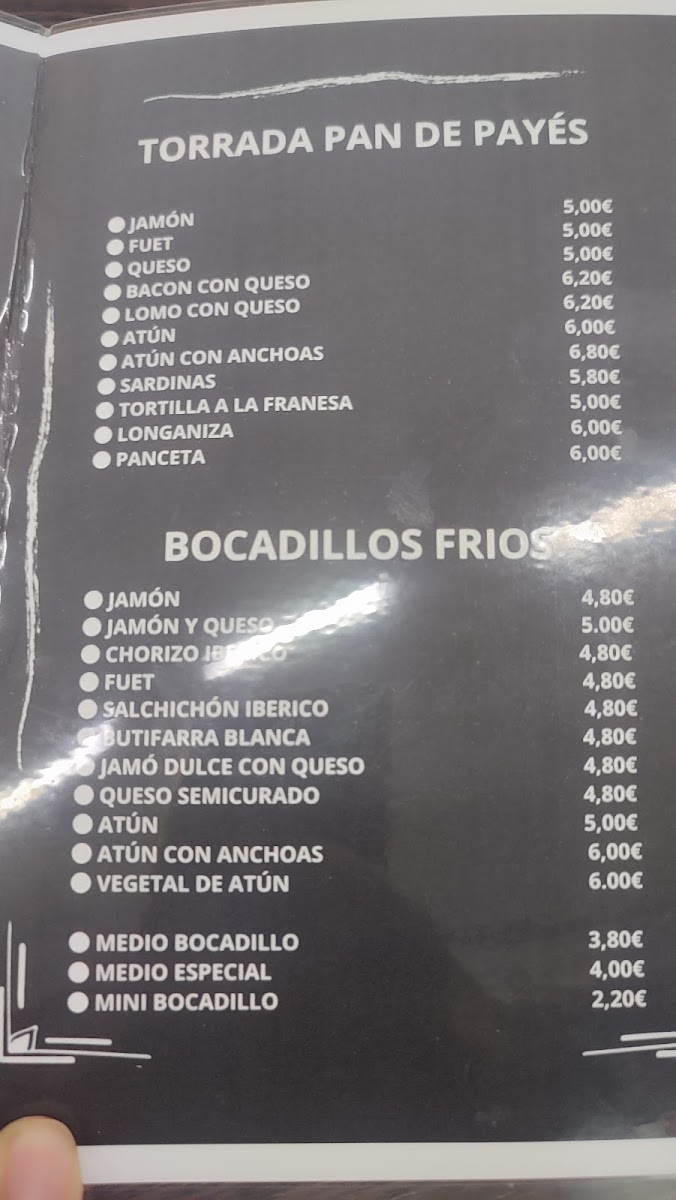 TORRADA PAN DE PAYÉS
● JAMÓN 5,00€
● FUET 5,00€
● QUESO 5,00€
● BACON CON QUESO 6,20€
● LOMO CON QUESO 6,20€
● ATÚN 6,00€
● ATÚN CON ANCHOAS 6,80€
● SARDINAS 5,80€
● TORTILLA A LA FRANESA 5,00€
● LONGANIZA 6,00€
● PANCETA 6,00€
BOCADILLOS FRIOS
● JAMÓN 4,80€
● JAMÓN Y QUESO 5.00€
● CHORIZO IBERICO 4,80€
● FUET 4,80€
● SALCHICHÓN IBERICO 4,80€
● BUTIFARRA BLANCA 4,80€
● JAMÓ DULCE CON QUESO 4,80€
● QUESO SEMICURADO 4,80€
● ATÚN 5,00€
● ATÚN CON ANCHOAS 6,00€
● VEGETAL DE ATÚN 6.00€
● MEDIO BOCADILLO 3,80€
● MEDIO ESPECIAL 4,00€
● MINI BOCADILLO 2,20€